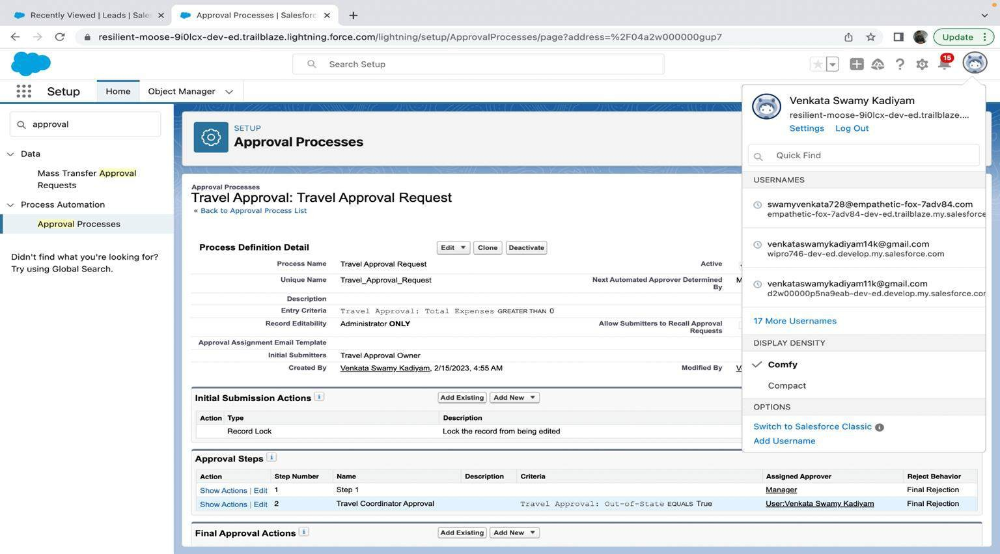 Recently Viewed | Leads | Sale
Approval Processes | Salesforc
resilient-moose-9i0lcx-dev-ed.trailblaze.lightning.force.com/lightning/setup/ApprovalProcesses/page?address=%2F04a2w000000gup7
Update
Search Setup
15
Setup
Home
Object Manager
approval
Data
Mass Transfer Approval
Requests
Process Automation
Approval Processes
Didn't find what you're looking for?
Try using Global Search.
SETUP
Approval Processes
Approval Processes
Travel Approval: Travel Approval Request
« Back to Approval Process List
Process Definition Detail
Edit
Clone
Deactivate
Process Name Travel Approval Request Active
Unique Name Travel_Approval_Request Next Automated Approver Determined
By M
Description
Entry Criteria Travel Approval: Total Expenses GREATER THAN 0
Record Editability Administrator ONLY Allow Submitters to Recall Approval
Requests
Approval Assignment Email Template
Initial Submitters Travel Approval Owner
Created By Venkata Swamy Kadiyam, 2/15/2023, 4:55 AM Modified By V
Initial Submission Actions i Add Existing Add New
Action Type Description
Record Lock Lock the record from being edited
Approval Steps i
Action Step Number Name Description Criteria Assigned Approver Reject Behavior
Show Actions | Edit 1 Step 1 Manager Final Rejection
Show Actions | Edit 2 Travel Coordinator Approval Travel Approval: Out-of-State EQUALS True User:Venkata Swamy Kadiyam Final Rejection
Final Approval Actions i Add Existing Add New
Venkata Swamy Kadiyam
resilient-moose-9i0lcx-dev-ed.trailblaze....
Settings Log Out
Quick Find
USERNAMES
swamyvenkata728@empathetic-fox-7adv84.com
empathetic-fox-7adv84-dev-ed.trailblaze.my.salesforce
venkataswamykadiyam14k@gmail.com
wipro746-dev-ed.develop.my.salesforce.com
venkataswamykadiyam11k@gmail.com
d2w00000p5na9eab-dev-ed.develop.my.salesforce.cor
17 More Usernames
DISPLAY DENSITY
Comfy
Compact
OPTIONS
Switch to Salesforce Classic i
Add Username